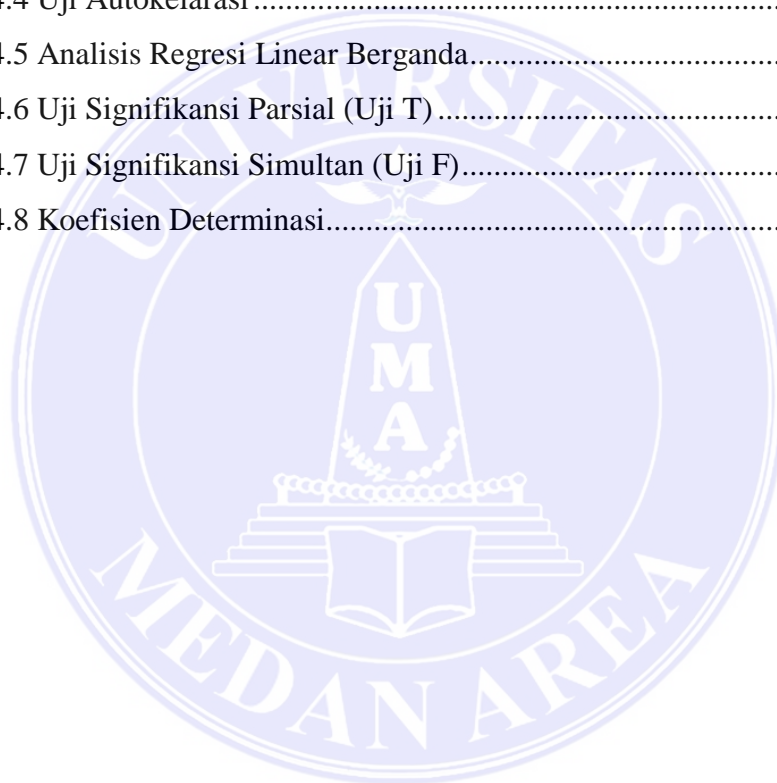 4.4 Uji Autokelarasi........................................................................
4.5 Analisis Regresi Linear Berganda..............................................
4.6 Uji Signifikansi Parsial (Uji T)...................................................
4.7 Uji Signifikansi Simultan (Uji F)...............................................
4.8 Koefisien Determinasi...............................................................
UNIVERSITAS
UMA
MEDAN AREA